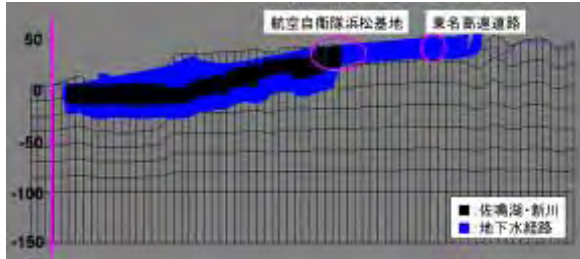 航空自衛隊浜松基地
東名高速道路
50
0
-50
-100
-150
■ 佐鳴湖・新川
■ 地下水経路